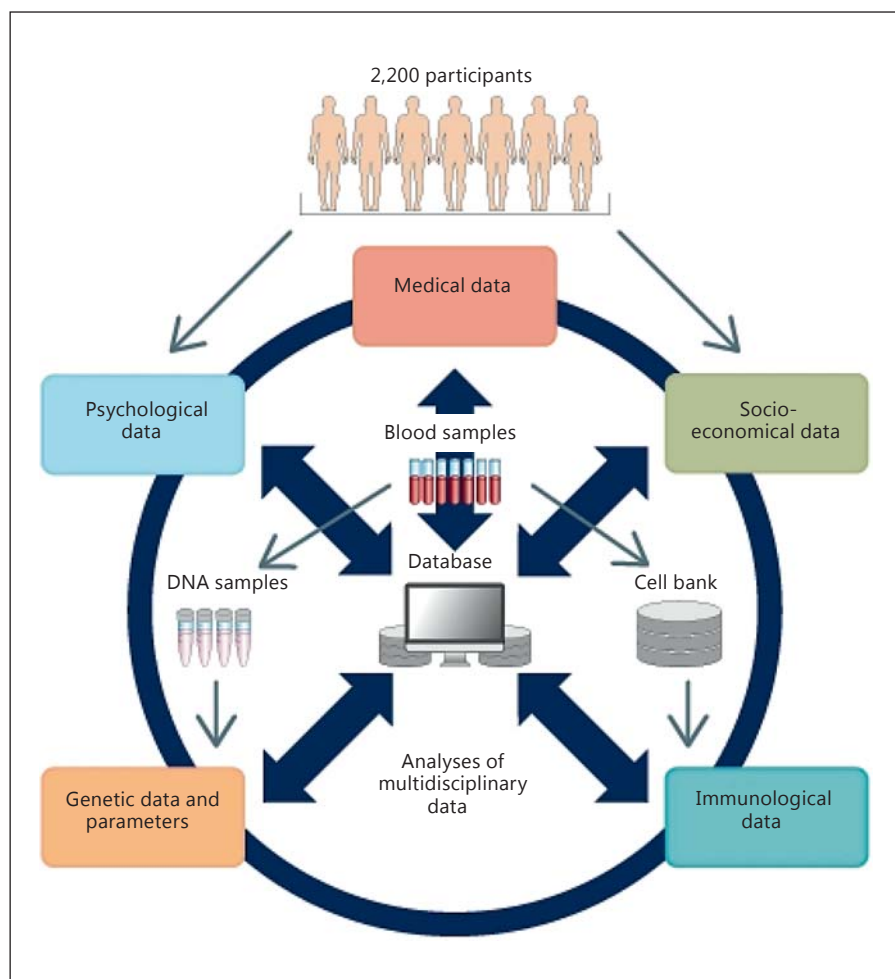 2,200 participants
Medical data
Psychological
data
Socio-
economical data
Blood samples
Database
DNA samples
Cell bank
Analyses of
multidisciplinary
data
Genetic data and
parameters
Immunological
data